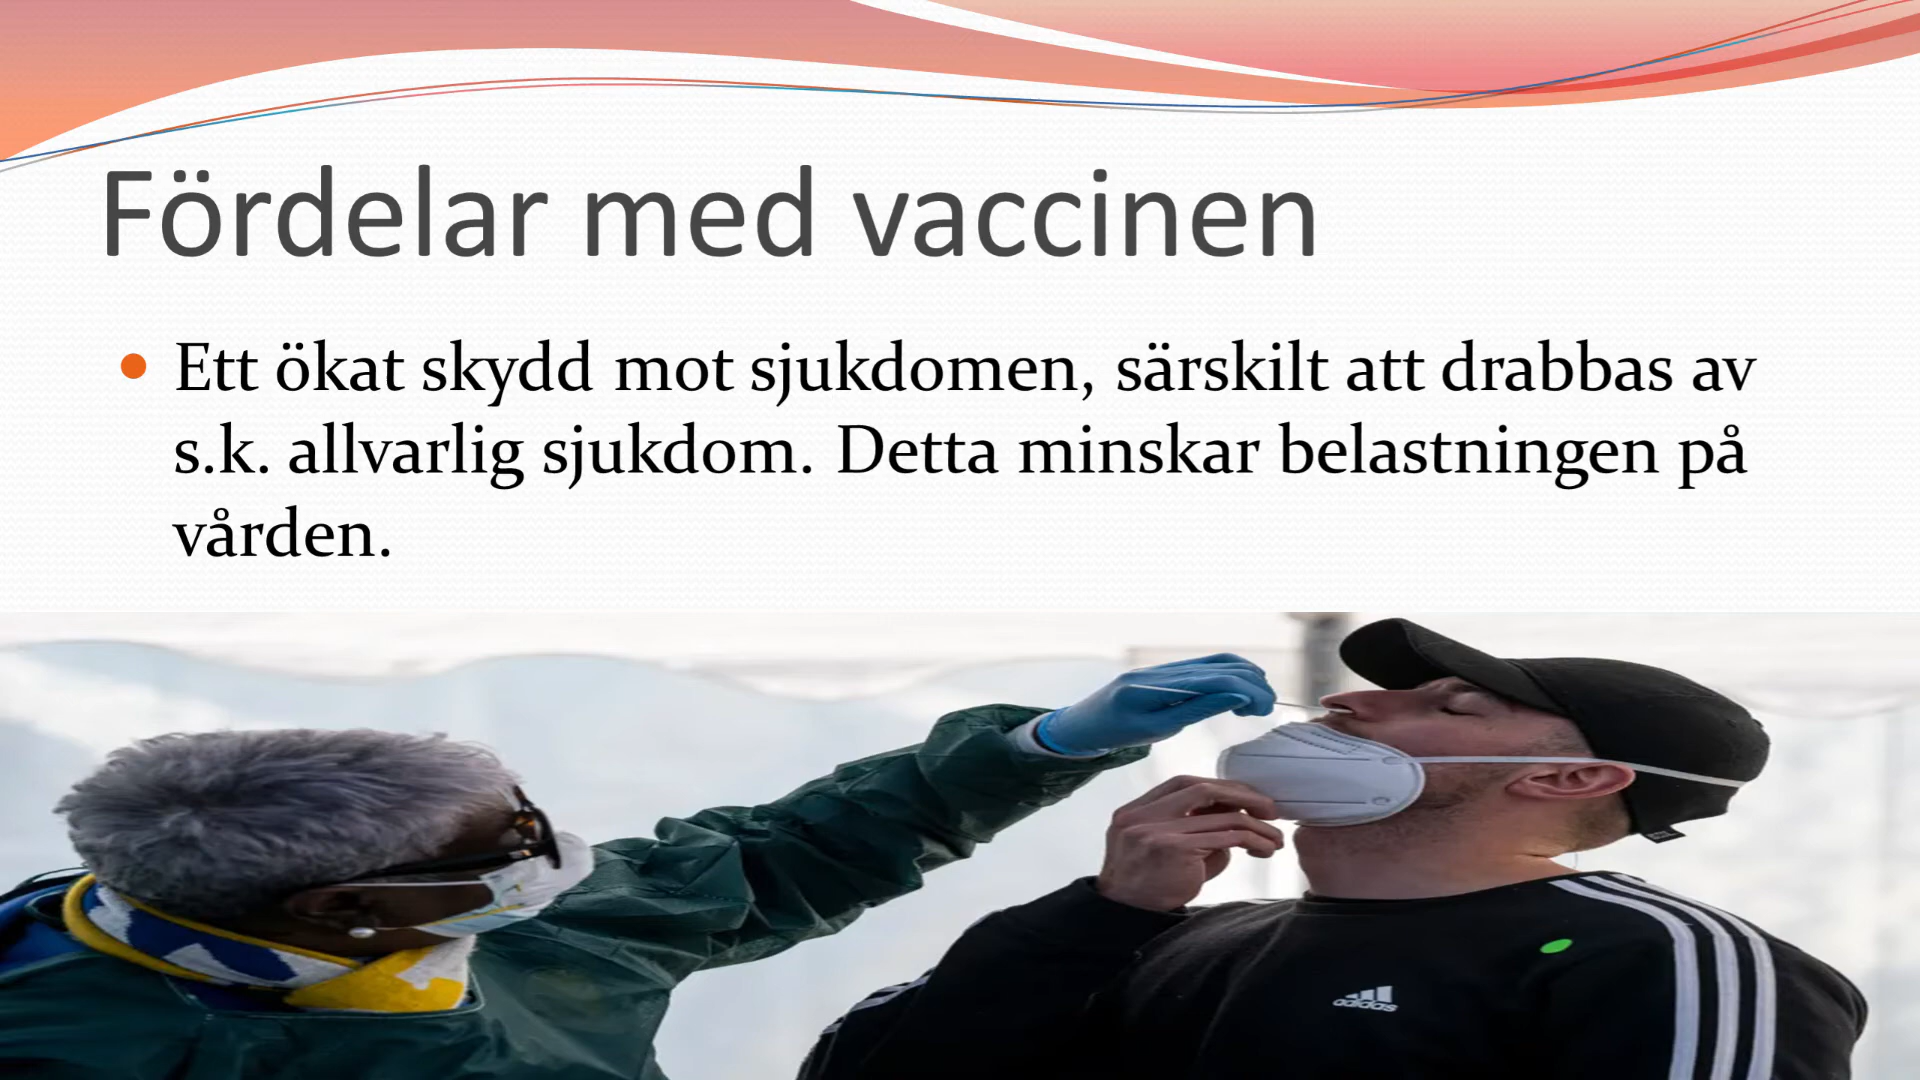 Fördelar med vaccinen
Ett ökat skydd mot sjukdomen, särskilt att drabbas av
s.k. allvarlig sjukdom. Detta minskar belastningen på
vården.
adidas